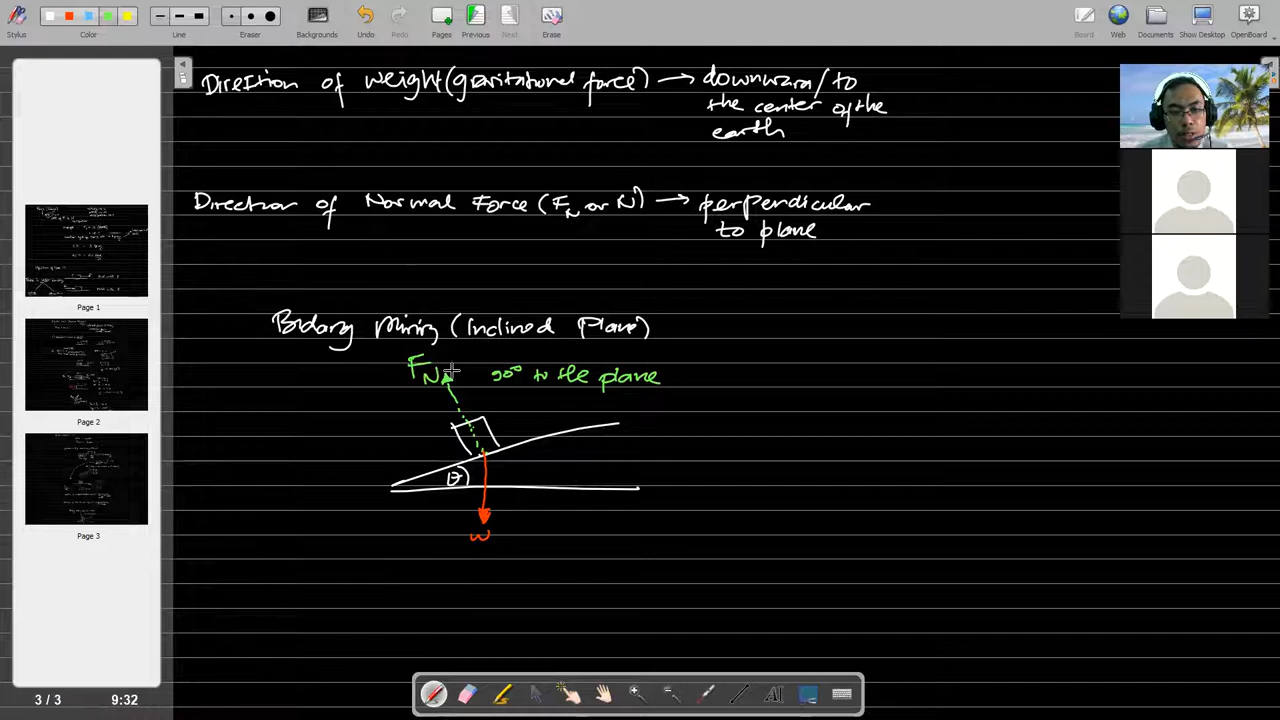 Stylus
Color
Line
Eraser
Backgrounds
Undo
Redo
Pages
Previous
Next
Erase
Board
Web
Documents
Show Desktop
OpenBoard
Direction of weight (gravitational force) → downward/to
the center of the
earth
Direction of Normal Force (FN or N) → perpendicular
to plane
Bidang Miring (Inclined Plane)
FN
90° to the plane
θ
w
Page 1
Page 2
Page 3
3 / 3
9:32